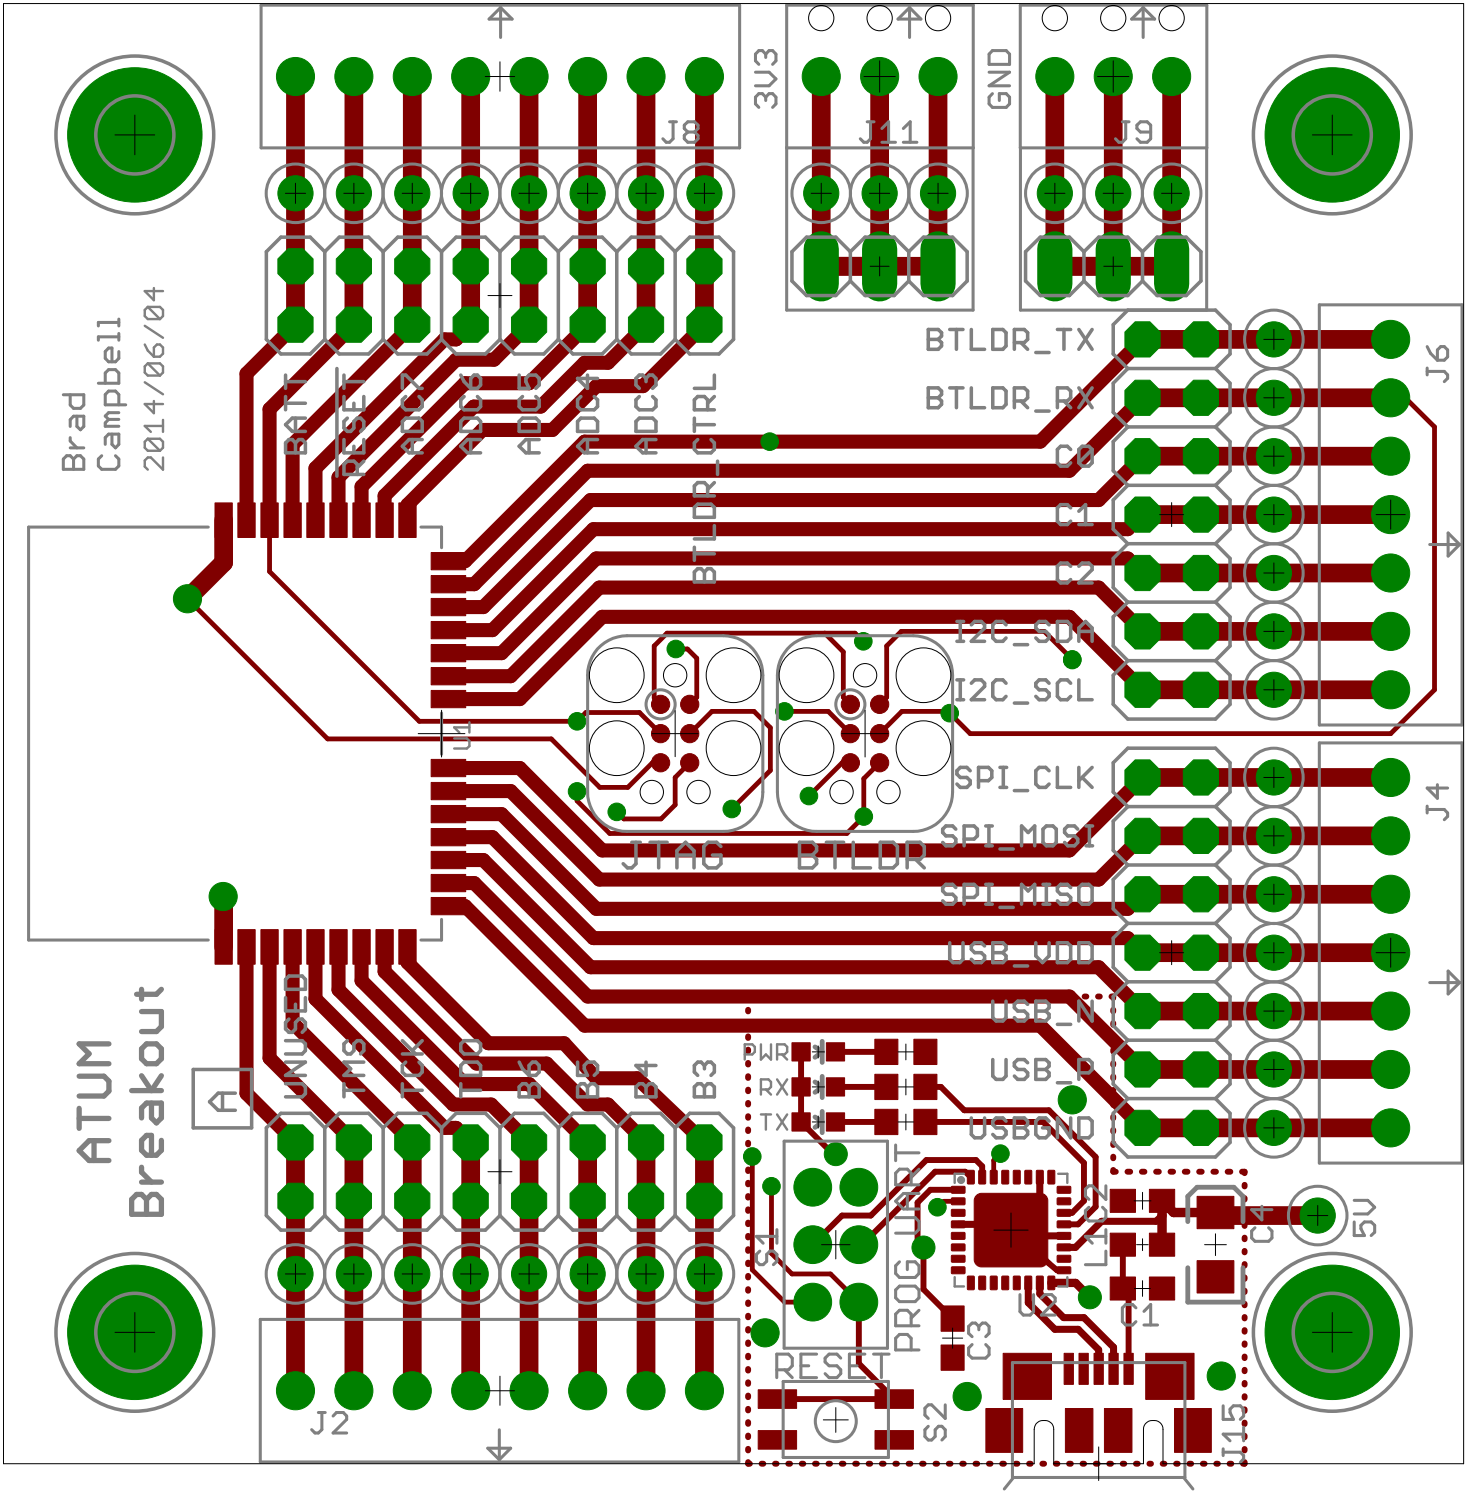 J8
3V3
J11
GND
J9
Brad
Campbell
2014/06/04
BATT
RESET
ADC7
ADC6
ADC5
ADC4
ADC3
BTLDR_CTRL
BTLDR_TX
BTLDR_RX
C0
C1
C2
I2C_SDA
I2C_SCL
J6
U1
JTAG
BTLDR
SPI_CLK
SPI_MOSI
SPI_MISO
USB_VDD
USB_N
USB_P
USBGND
J4
ATUM
Breakout
A
UNUSED
TMS
TCK
TDO
B6
B5
B4
B3
PWR
RX
TX
S1
PROG UART
RESET
S2
C3
U2
L1
C2
C1
C4
5V
J15
J2